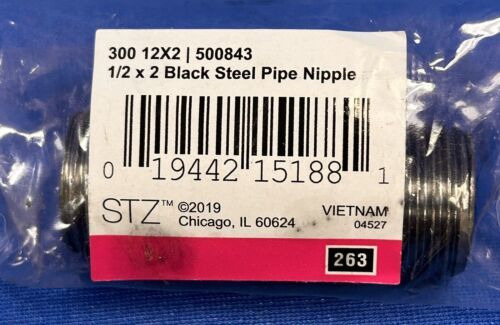 300 12X2 | 500843
1/2 x 2 Black Steel Pipe Nipple
0 19442 15188 1
STZ™ ©2019
Chicago, IL 60624
VIETNAM
04527
263